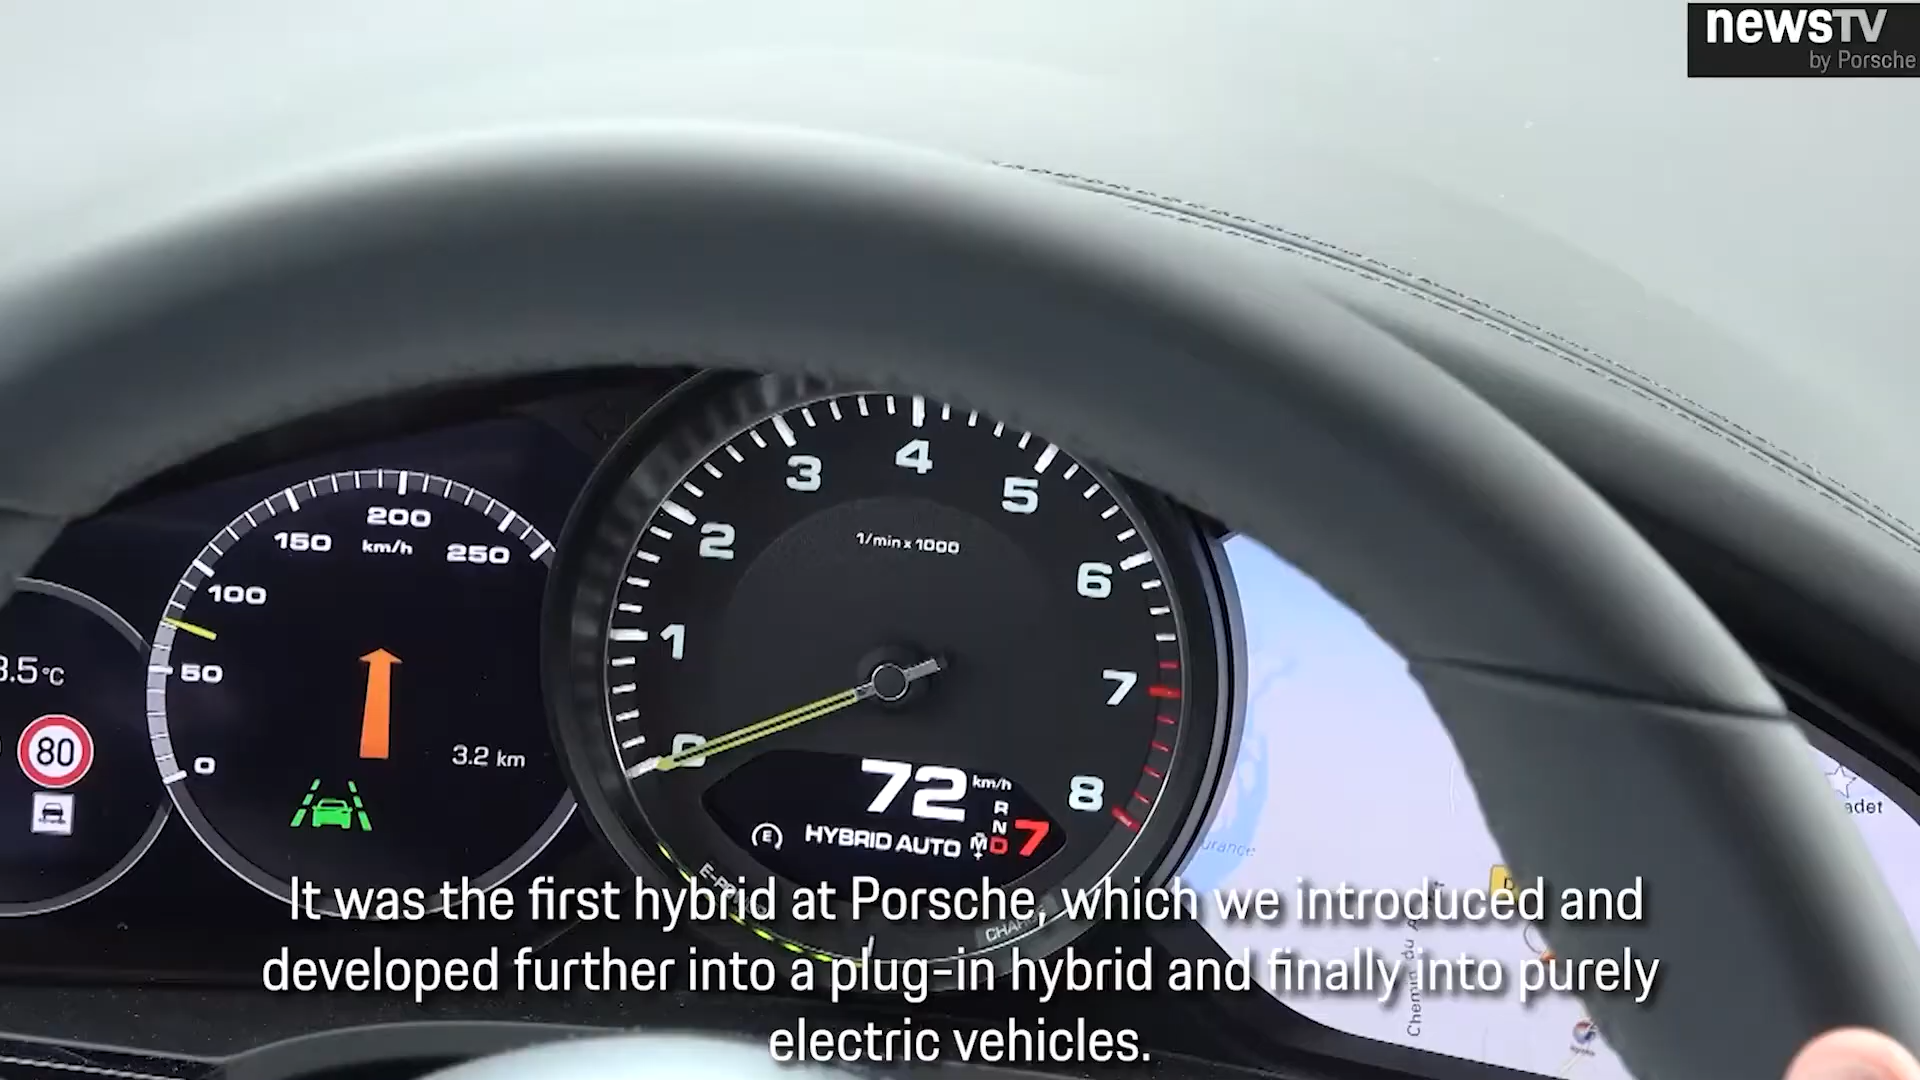 newsTV
by Porsche
3
4
5
2
200
150
km/h
250
1/min x 1000
6
100
1
50
80
3.2 km
0
0
7
72 km/h
8
R
N
D
7
E
HYBRID AUTO
M
It was the first hybrid at Porsche, which we introduced and
developed further into a plug-in hybrid and finally into purely
electric vehicles.